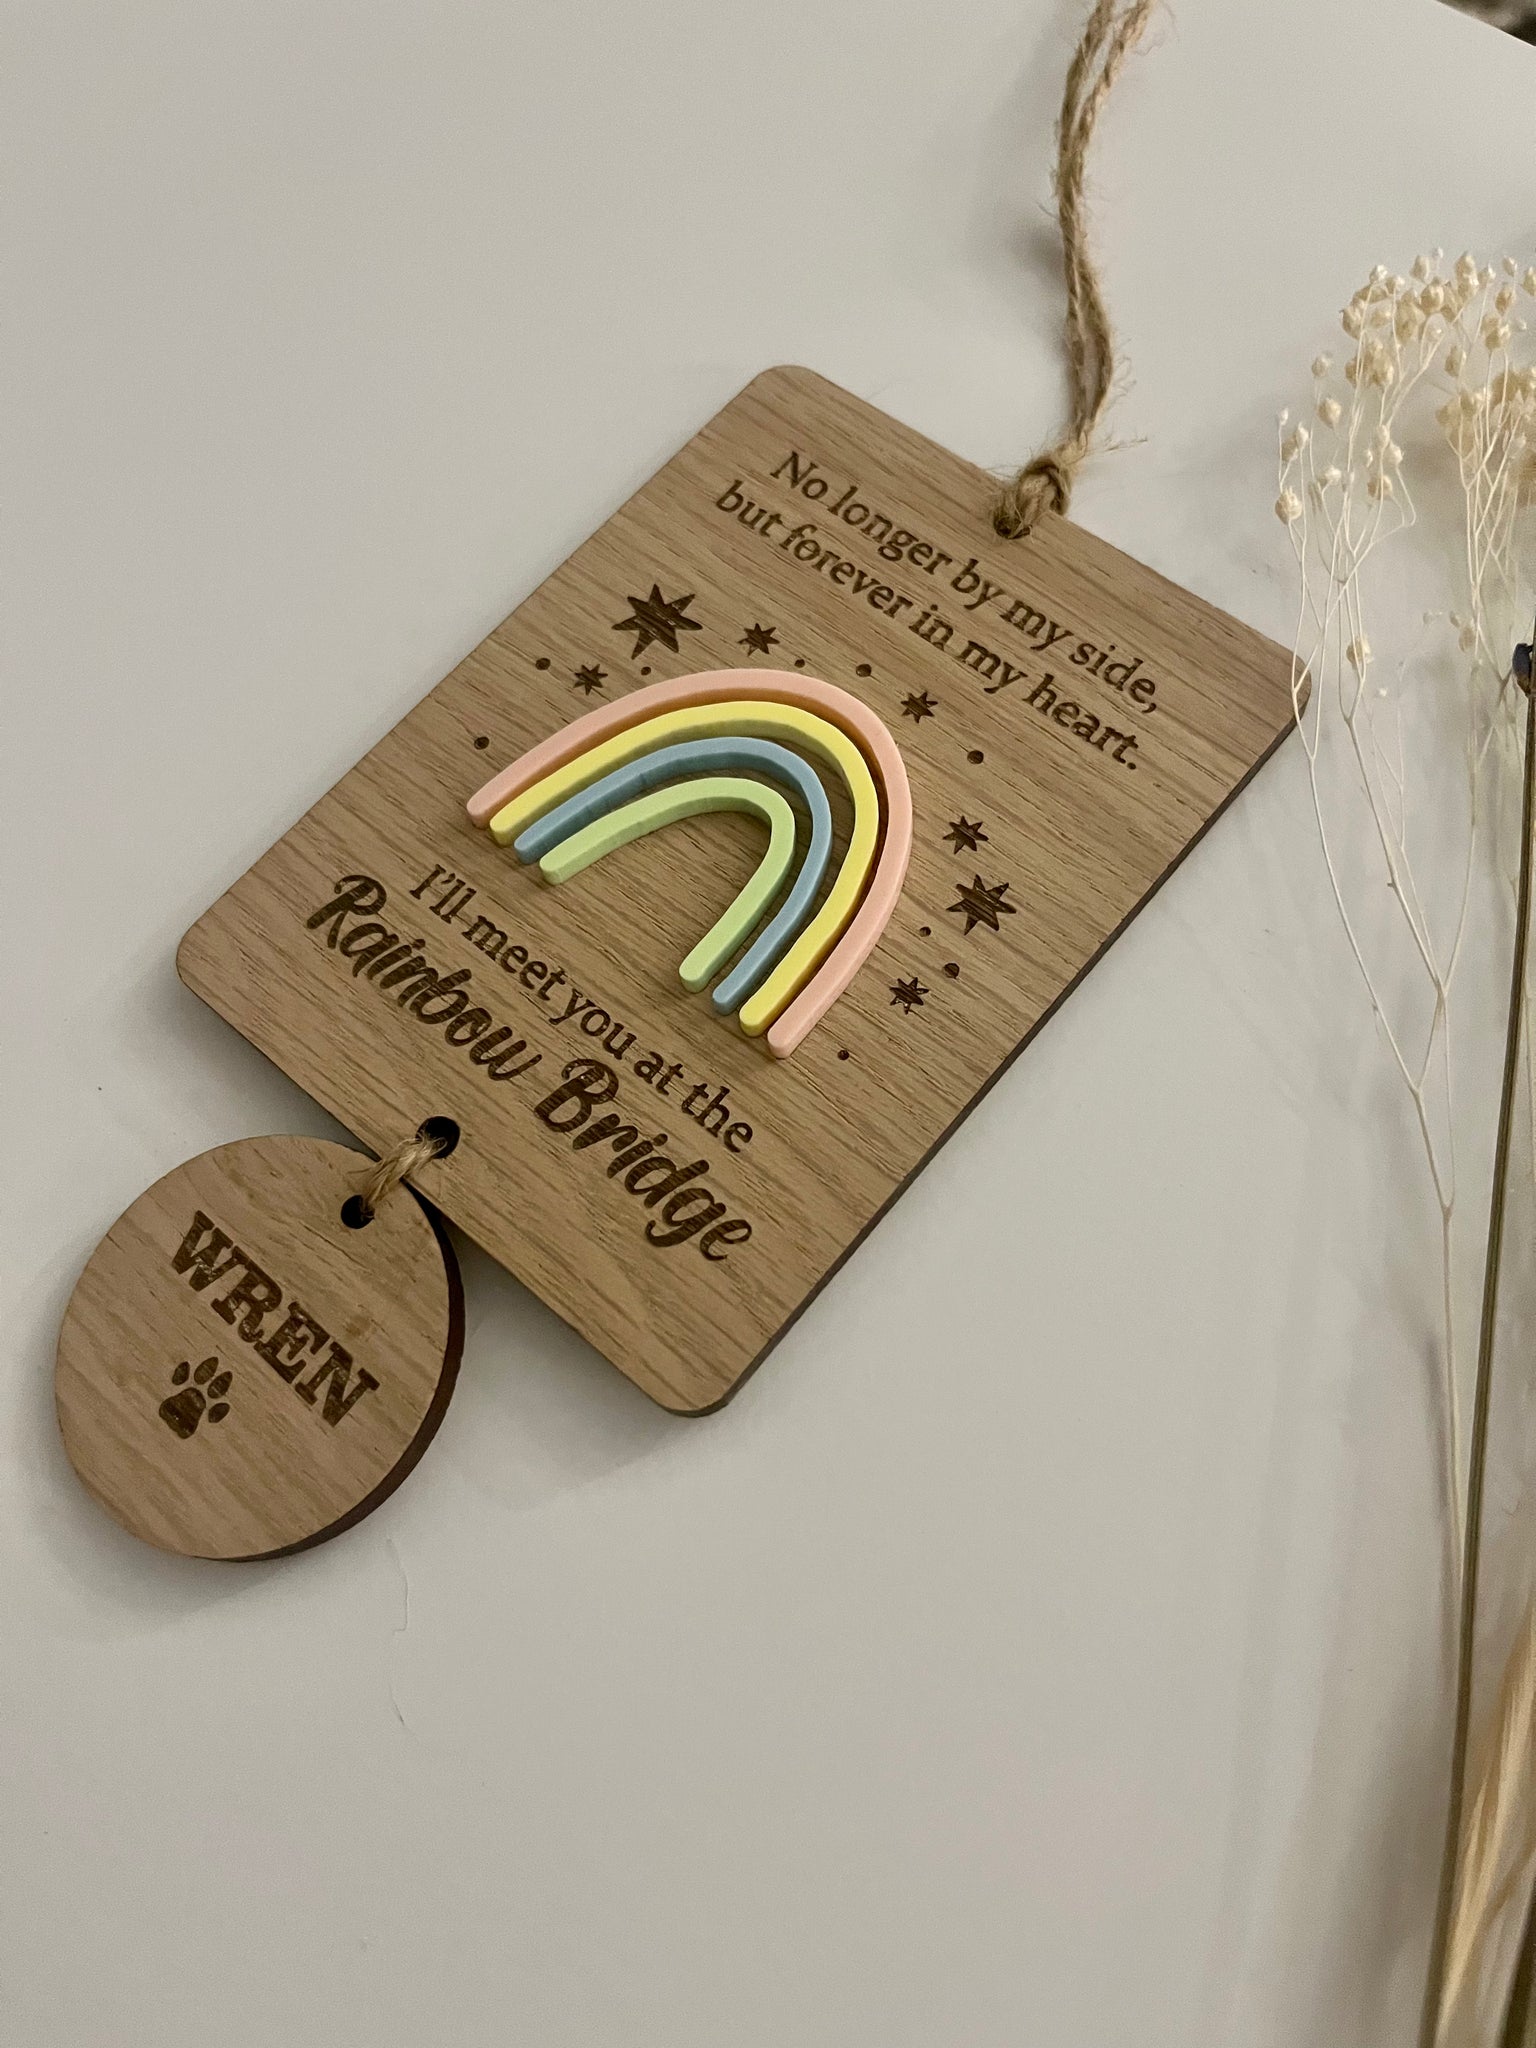 No longer by my side,
but forever in my heart.
I'll meet you at the
Rainbow Bridge
WREN